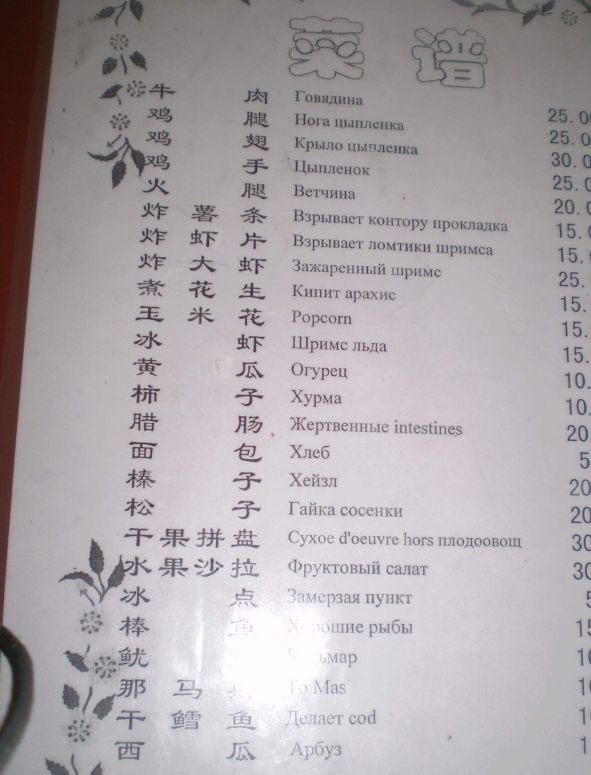 菜 谱
牛 肉 Говядина 25.0
鸡 腿 Нога цыпленка 25.0
鸡 翅 Крыло цыпленка 30.0
鸡 手 Цыпленок 25.0
火 腿 Ветчина 20.0
炸 薯 条 Взрывает контору прокладка 15.0
炸 虾 片 Взрывает ломтики шримса 15.
炸 大 虾 Зажаренный шримс 25.
煮 花 生 Кипит арахис 15.
玉 米 花 Popcorn 15.
冰 虾 Шримс льда 15.
黄 瓜 Огурец 10.
柿 子 Хурма 10.
腊 肠 Жертвенные intestines 20
面 包 Хлеб 5
榛 子 Хейзл 20
松 子 Гайка сосенки 20
干 果 拼 盘 Сухое d'oeuvre hors плодоовощ 30
水 果 沙 拉 Фруктовый салат 30
冰 点 Замерзая пункт 5
棒 鱼 Хорошие рыбы 15
鱿 Кальмар 10
那 马 To Mas 10
干 鳕 鱼 Делает cod 1
西 瓜 Арбуз 1